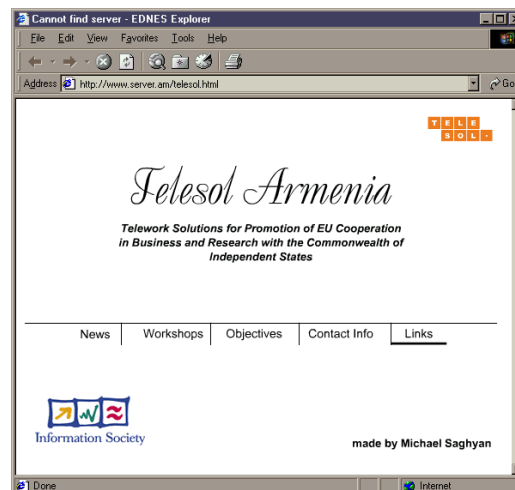 Cannot find server - EDNES Explorer
File Edit View Favorites Tools Help
Address http://www.server.am/telesol.html Go
TELE
SOL
Telesol Armenia
Telework Solutions for Promotion of EU Cooperation
in Business and Research with the Commonwealth of
Independent States
News Workshops Objectives Contact Info Links
Information Society
made by Michael Saghyan
Done Internet